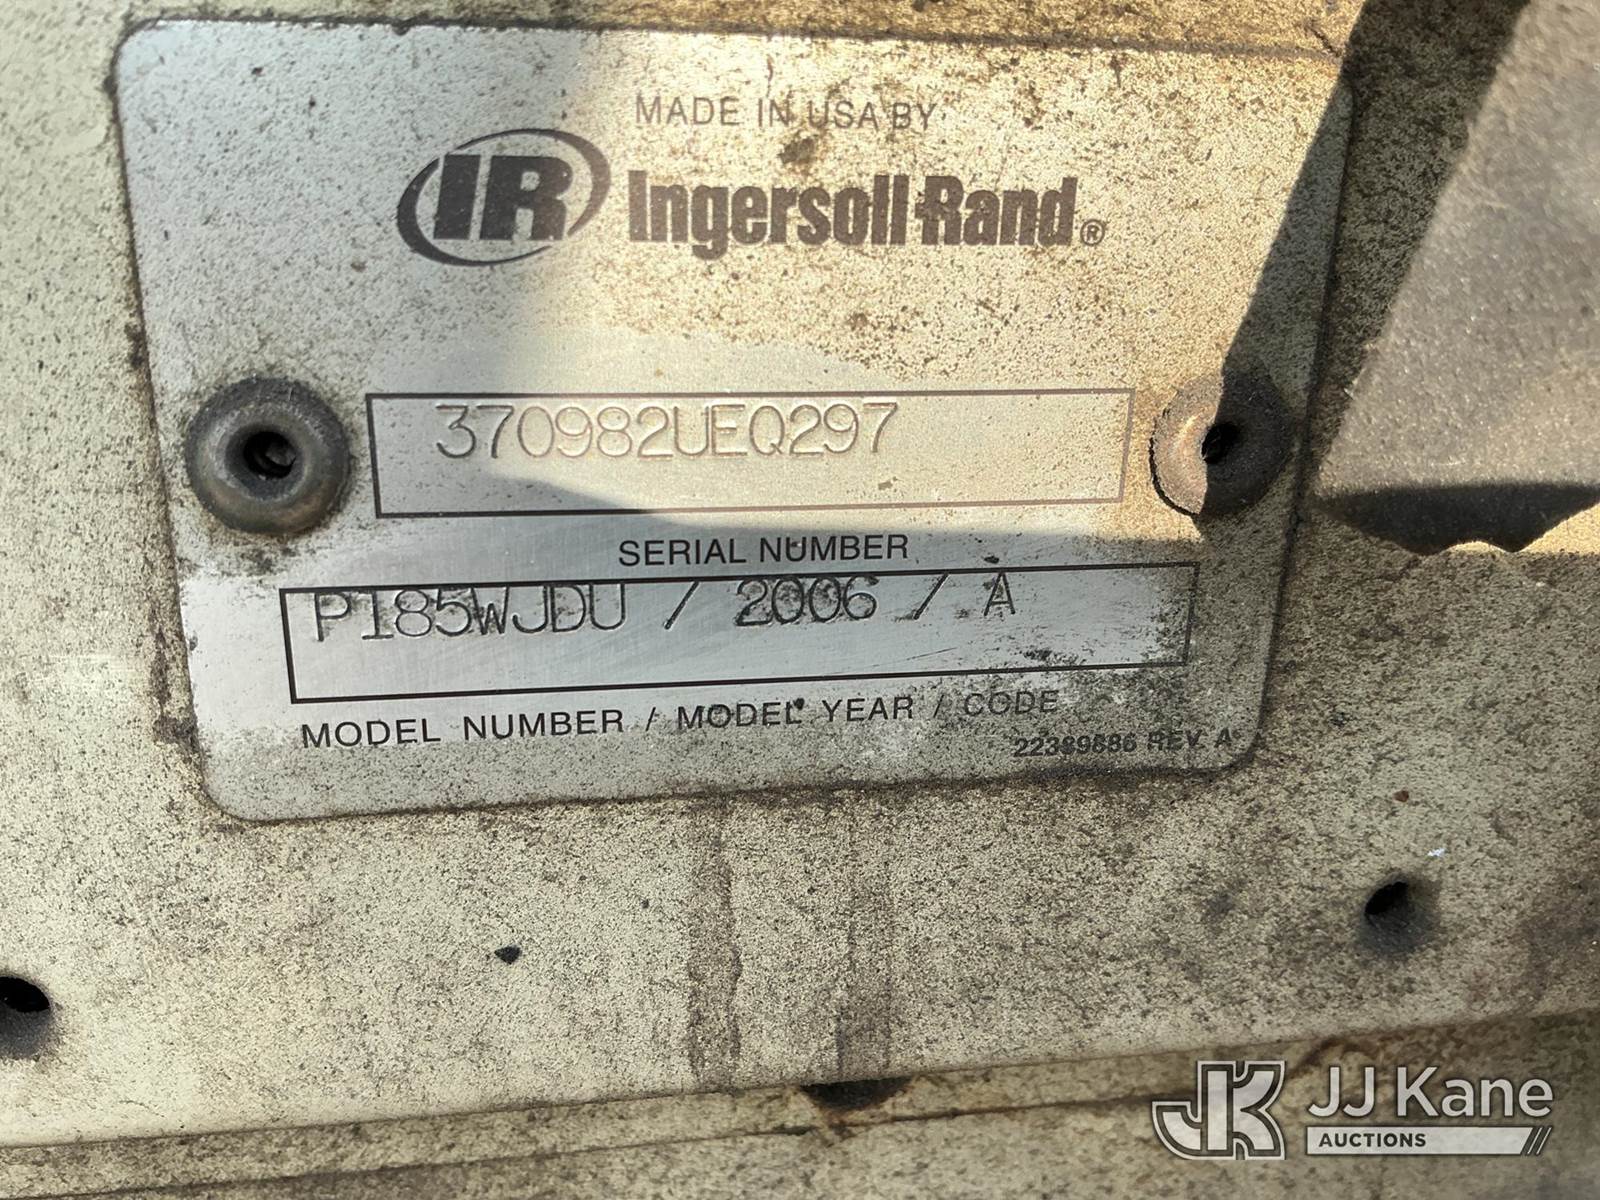 MADE IN USA BY
IR Ingersoll-Rand®
370982UEQ297
SERIAL NUMBER
P185WJDU / 2006 / A
MODEL NUMBER / MODEL YEAR / CODE
22389886 REV A
JK JJ Kane
AUCTIONS